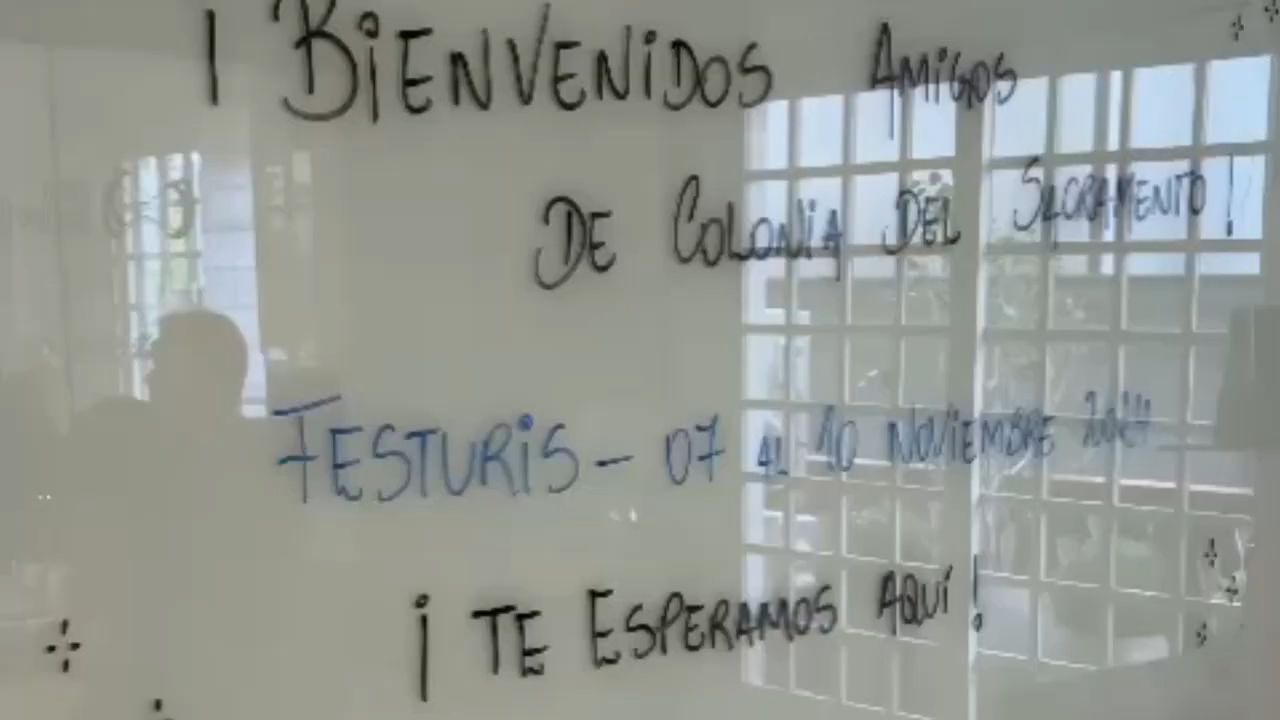 ¡ BIENVENIDOS AMIGOS
DE COLONIA DEL SACRAMENTO!
FESTURIS - 07 AL 10 NOVIEMBRE 2024
¡ TE ESPERAMOS AQUÍ!